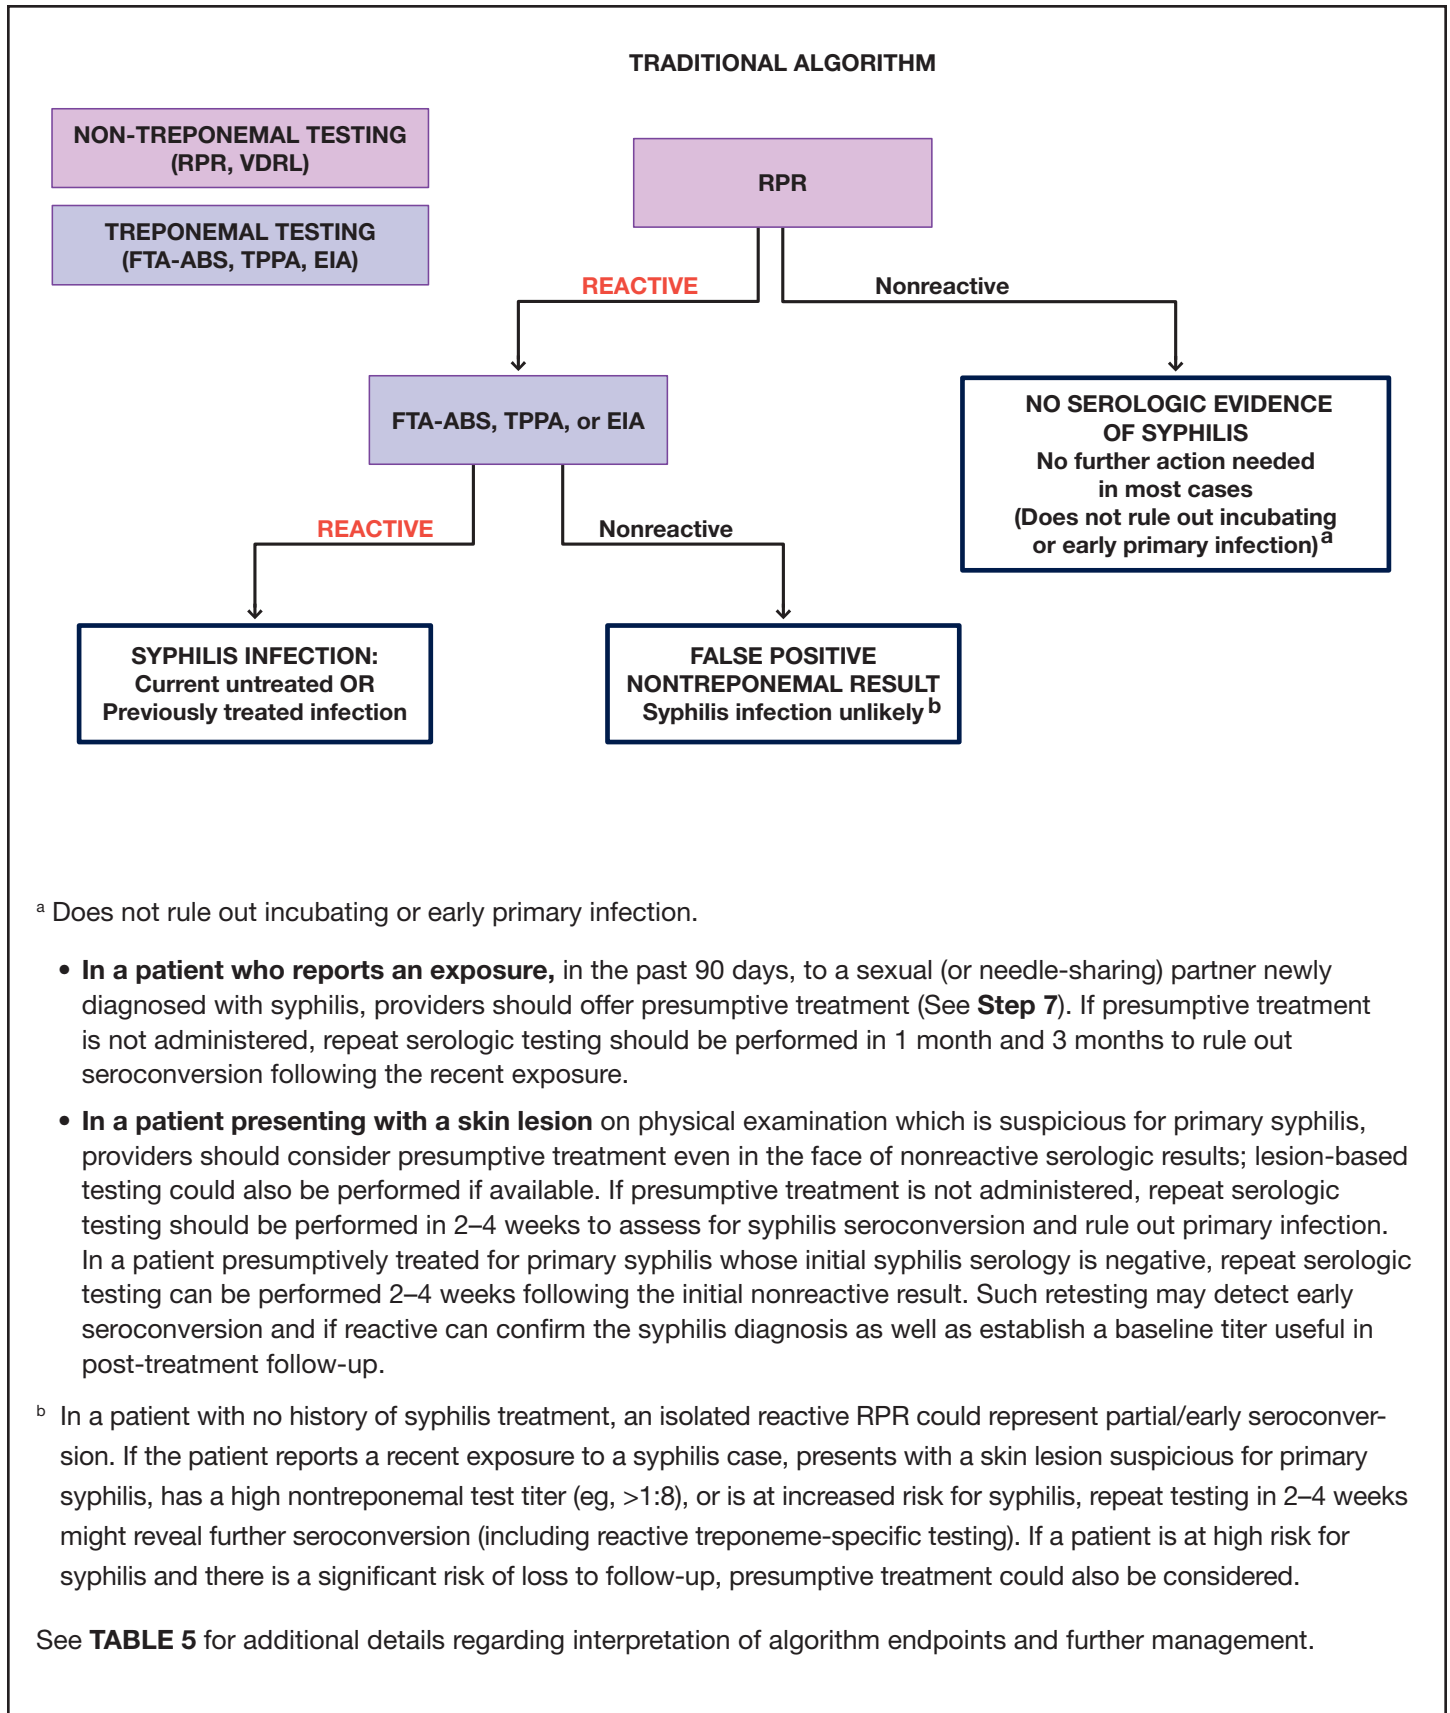 TRADITIONAL ALGORITHM
NON-TREPONEMAL TESTING
(RPR, VDRL)
TREPONEMAL TESTING
(FTA-ABS, TPPA, EIA)
RPR
REACTIVE
Nonreactive
FTA-ABS, TPPA, or EIA
NO SEROLOGIC EVIDENCE
OF SYPHILIS
No further action needed
in most cases
(Does not rule out incubating
or early primary infection) a
REACTIVE
Nonreactive
SYPHILIS INFECTION:
Current untreated OR
Previously treated infection
FALSE POSITIVE
NONTREPONEMAL RESULT
Syphilis infection unlikely b
a Does not rule out incubating or early primary infection.
• In a patient who reports an exposure, in the past 90 days, to a sexual (or needle-sharing) partner newly
diagnosed with syphilis, providers should offer presumptive treatment (See Step 7). If presumptive treatment
is not administered, repeat serologic testing should be performed in 1 month and 3 months to rule out
seroconversion following the recent exposure.
• In a patient presenting with a skin lesion on physical examination which is suspicious for primary syphilis,
providers should consider presumptive treatment even in the face of nonreactive serologic results; lesion-based
testing could also be performed if available. If presumptive treatment is not administered, repeat serologic
testing should be performed in 2–4 weeks to assess for syphilis seroconversion and rule out primary infection.
In a patient presumptively treated for primary syphilis whose initial syphilis serology is negative, repeat serologic
testing can be performed 2–4 weeks following the initial nonreactive result. Such retesting may detect early
seroconversion and if reactive can confirm the syphilis diagnosis as well as establish a baseline titer useful in
post-treatment follow-up.
b In a patient with no history of syphilis treatment, an isolated reactive RPR could represent partial/early seroconver-
sion. If the patient reports a recent exposure to a syphilis case, presents with a skin lesion suspicious for primary
syphilis, has a high nontreponemal test titer (eg, >1:8), or is at increased risk for syphilis, repeat testing in 2–4 weeks
might reveal further seroconversion (including reactive treponeme-specific testing). If a patient is at high risk for
syphilis and there is a significant risk of loss to follow-up, presumptive treatment could also be considered.
See TABLE 5 for additional details regarding interpretation of algorithm endpoints and further management.